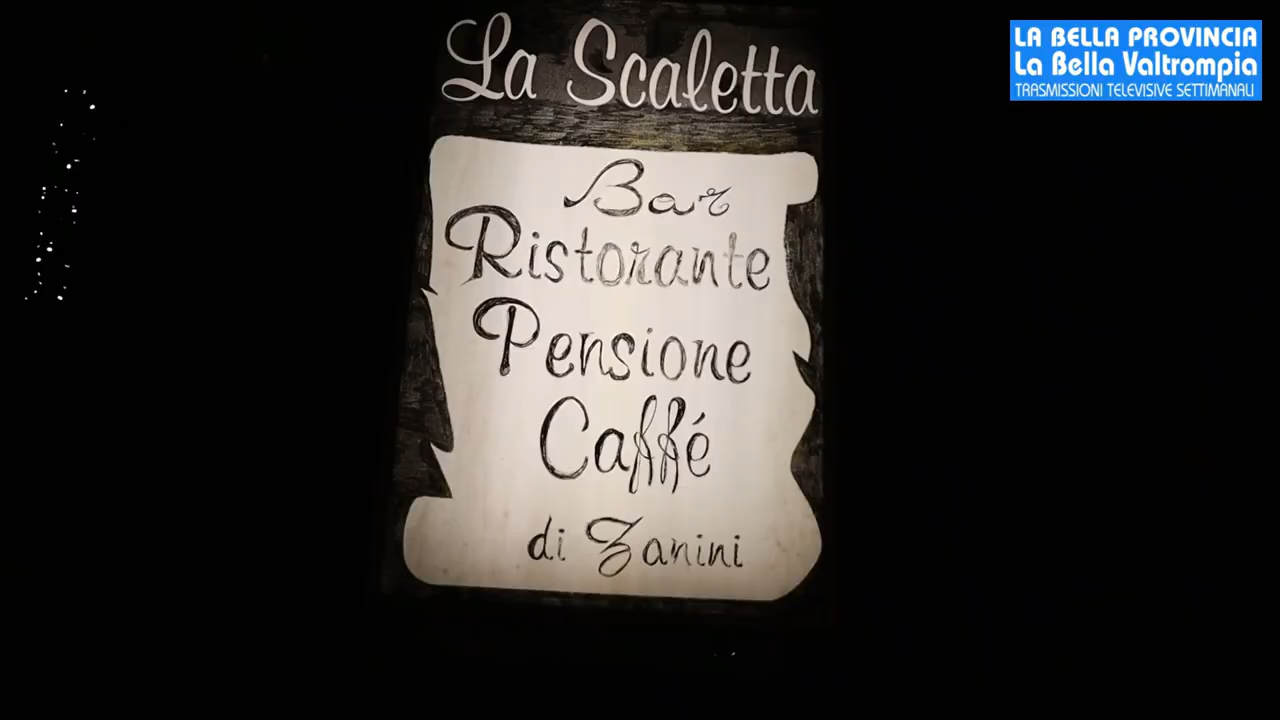 La Scaletta
Bar
Ristorante
Pensione
Caffé
di Zanini
LA BELLA PROVINCIA
La Bella Valtrompia
TRASMISSIONI TELEVISIVE SETTIMANALI